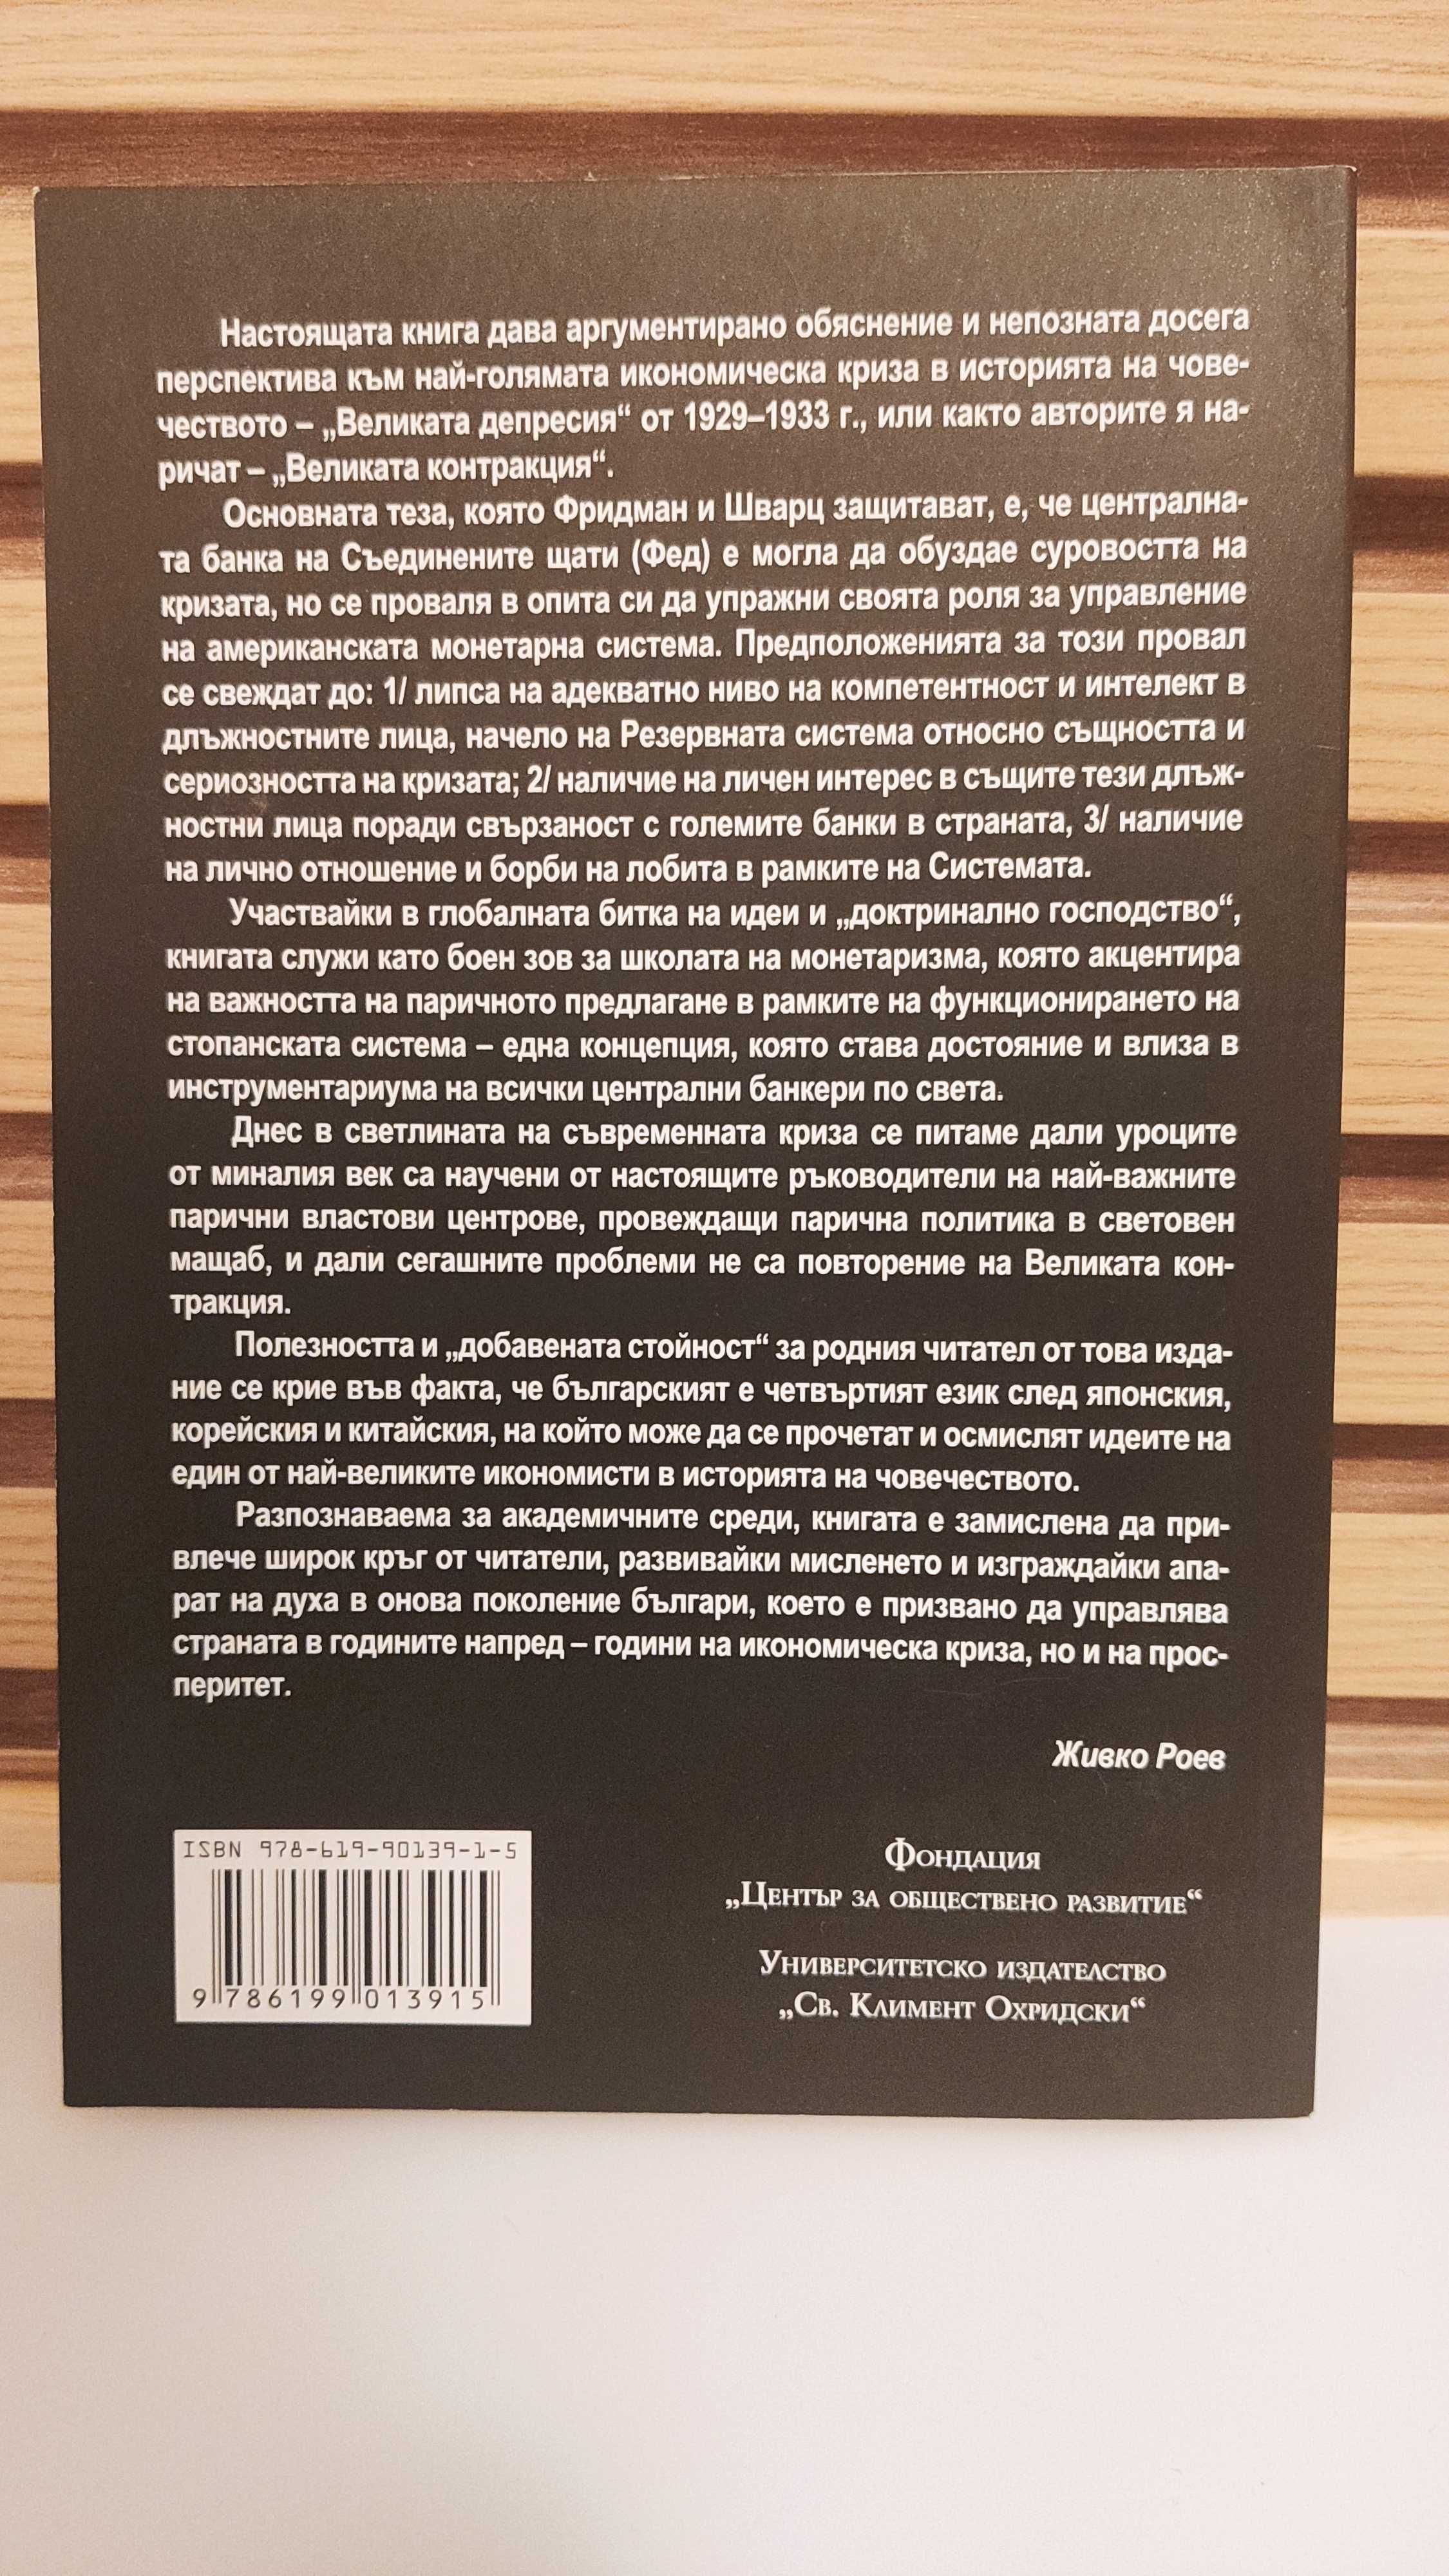 Настоящата книга дава аргументирано обяснение и непозната досега
перспектива към най-голямата икономическа криза в историята на чове-
чеството – „Великата депресия“ от 1929–1933 г., или както авторите я на-
ричат – „Великата контракция“.
Основната теза, която Фридман и Шварц защитават, е, че централна-
та банка на Съединените щати (Фед) е могла да обуздае суровостта на
кризата, но се проваля в опита си да упражни своята роля за управление
на американската монетарна система. Предположенията за този провал
се свеждат до: 1/ липса на адекватно ниво на компетентност и интелект в
длъжностните лица, начело на Резервната система относно същността и
сериозността на кризата; 2/ наличие на личен интерес в същите тези длъж-
ностни лица поради свързаност с големите банки в страната, 3/ наличие
на лично отношение и борби на лобита в рамките на Системата.
Участвайки в глобалната битка на идеи и „доктринално господство“,
книгата служи като боен зов за школата на монетаризма, която акцентира
на важността на паричното предлагане в рамките на функционирането на
стопанската система – една концепция, която става достояние и влиза в
инструментариума на всички централни банкери по света.
Днес в светлината на съвременната криза се питаме дали уроците
от миналия век са научени от настоящите ръководители на най-важните
парични властови центрове, провеждащи парична политика в световен
мащаб, и дали сегашните проблеми не са повторение на Великата кон-
тракция.
Полезността и „добавената стойност“ за родния читател от това изда-
ние се крие във факта, че българският е четвъртият език след японския,
корейския и китайския, на който може да се прочетат и осмислят идеите на
един от най-великите икономисти в историята на човечеството.
Разпознаваема за академичните среди, книгата е замислена да при-
влече широк кръг от читатели, развивайки мисленето и изграждайки апа-
рат на духа в онова поколение българи, което е призвано да управлява
страната в годините напред – години на икономическа криза, но и на прос-
перитет.
Живко Роев
ISBN 978-619-90139-1-5
9 786199 013915
Фондация
„Център за обществено развитие“
Университетско издателство
„Св. Климент Охридски“